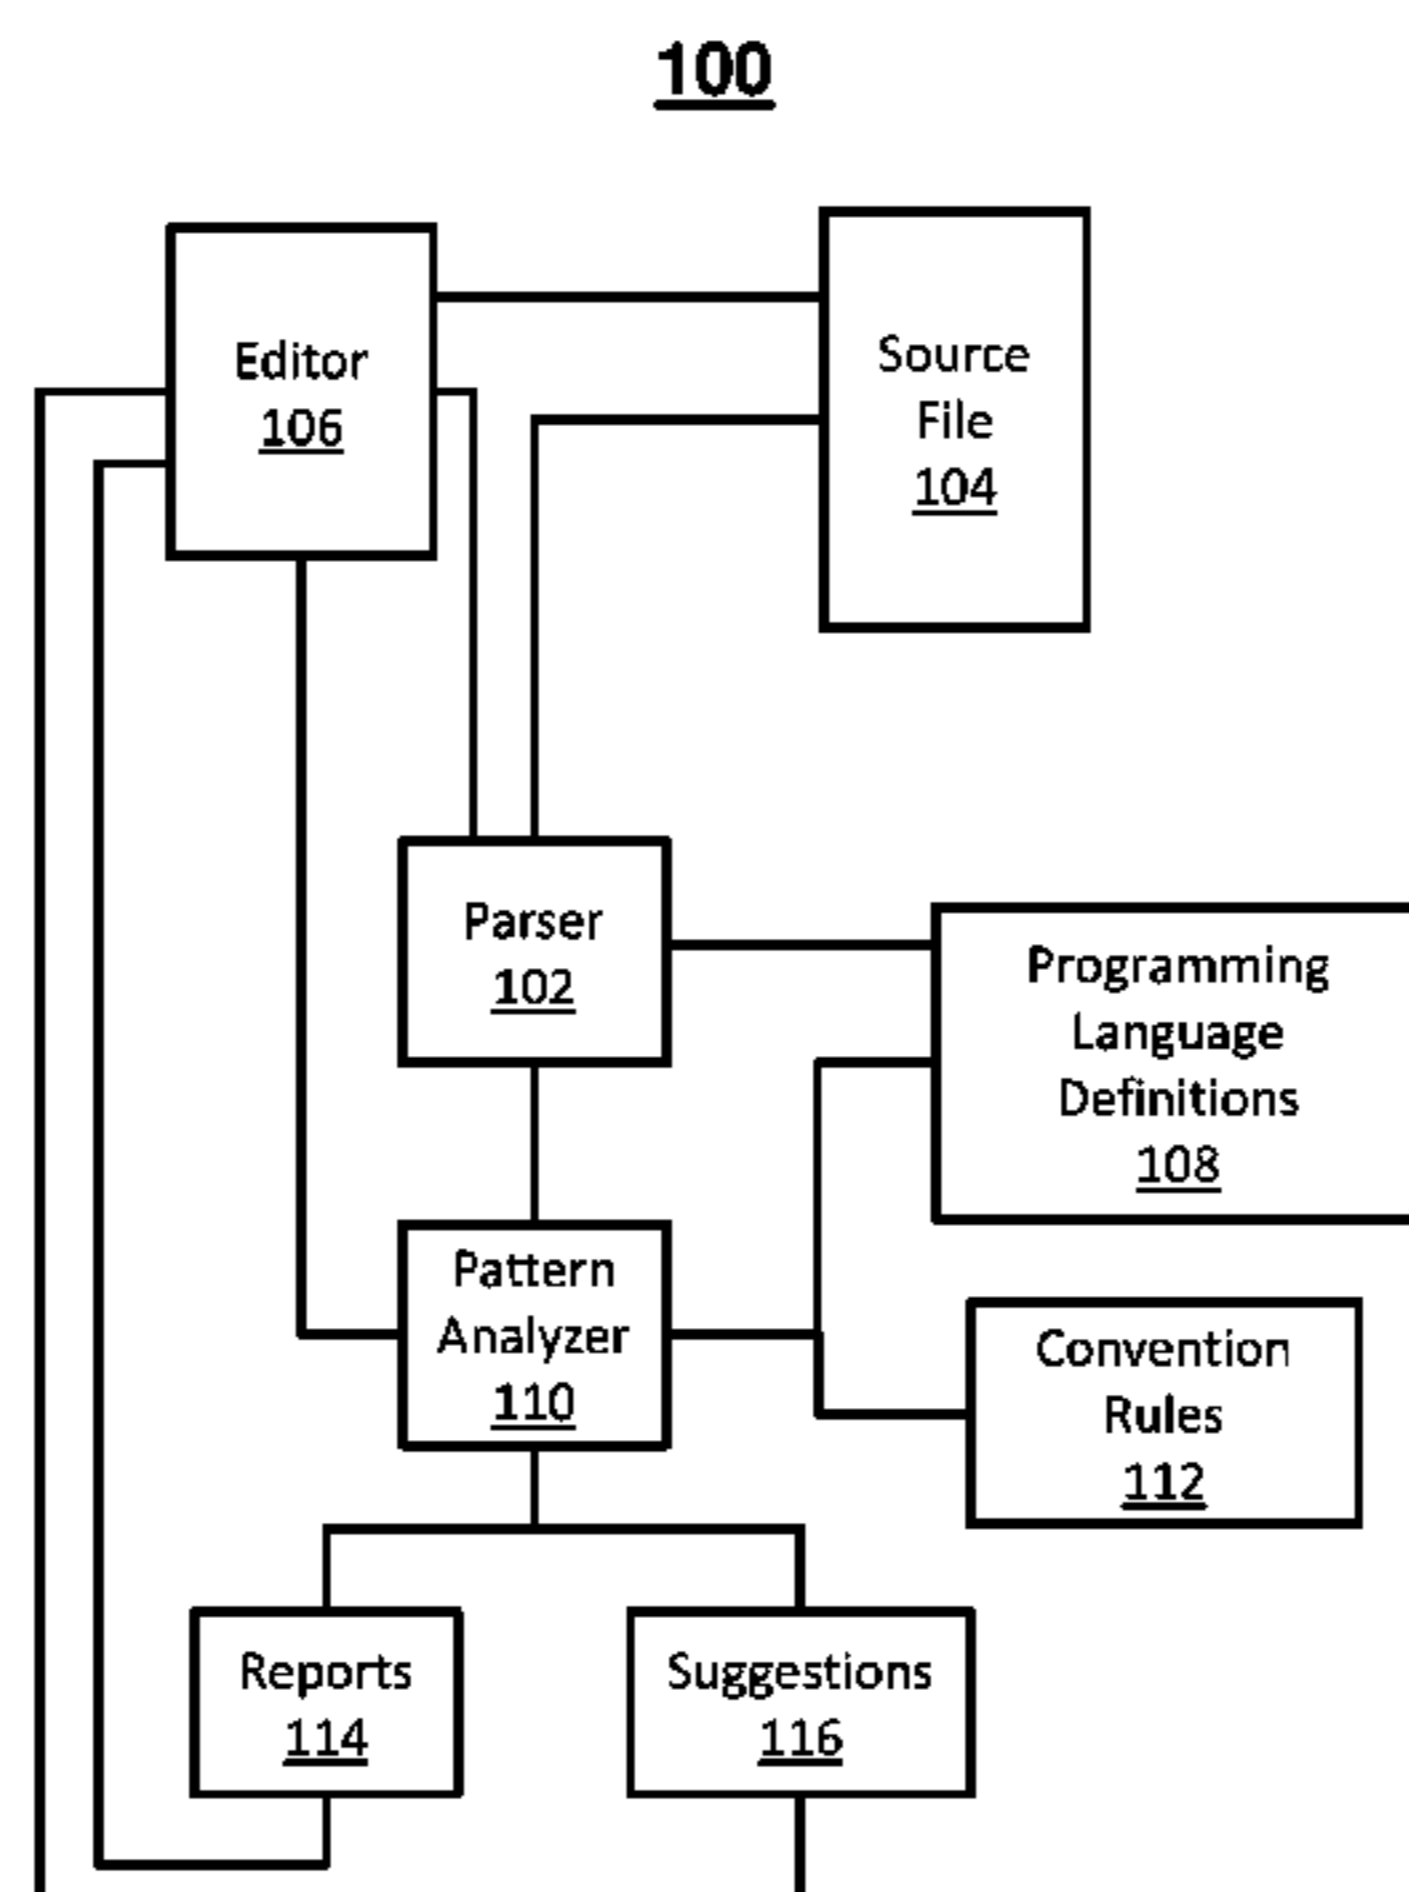 100
Editor
106
Source
File
104
Parser
102
Programming
Language
Definitions
108
Pattern
Analyzer
110
Convention
Rules
112
Reports
114
Suggestions
116